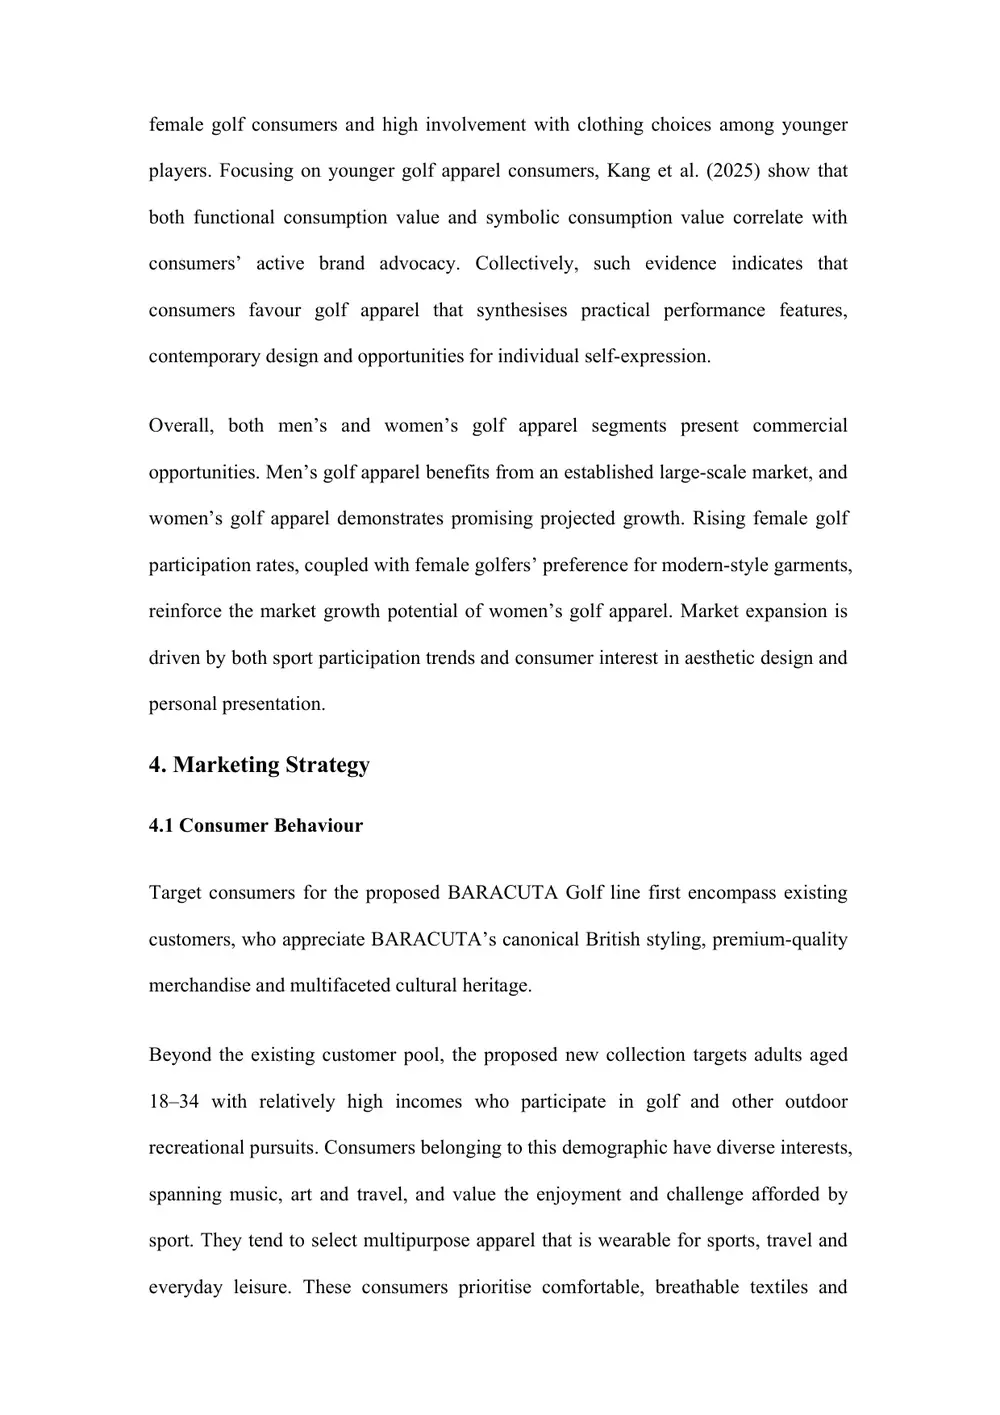 female golf consumers and high involvement with clothing choices among younger
players. Focusing on younger golf apparel consumers, Kang et al. (2025) show that
both functional consumption value and symbolic consumption value correlate with
consumers’ active brand advocacy. Collectively, such evidence indicates that
consumers favour golf apparel that synthesises practical performance features,
contemporary design and opportunities for individual self-expression.
Overall, both men’s and women’s golf apparel segments present commercial
opportunities. Men’s golf apparel benefits from an established large-scale market, and
women’s golf apparel demonstrates promising projected growth. Rising female golf
participation rates, coupled with female golfers’ preference for modern-style garments,
reinforce the market growth potential of women’s golf apparel. Market expansion is
driven by both sport participation trends and consumer interest in aesthetic design and
personal presentation.
4. Marketing Strategy
4.1 Consumer Behaviour
Target consumers for the proposed BARACUTA Golf line first encompass existing
customers, who appreciate BARACUTA’s canonical British styling, premium-quality
merchandise and multifaceted cultural heritage.
Beyond the existing customer pool, the proposed new collection targets adults aged
18–34 with relatively high incomes who participate in golf and other outdoor
recreational pursuits. Consumers belonging to this demographic have diverse interests,
spanning music, art and travel, and value the enjoyment and challenge afforded by
sport. They tend to select multipurpose apparel that is wearable for sports, travel and
everyday leisure. These consumers prioritise comfortable, breathable textiles and